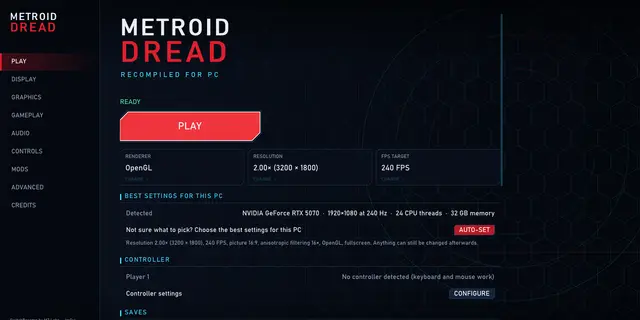 METROID
DREAD
PLAY
DISPLAY
GRAPHICS
GAMEPLAY
AUDIO
CONTROLS
MODS
ADVANCED
CREDITS
METROID
DREAD
RECOMPILED FOR PC
READY
PLAY
RENDERER
OpenGL
RESOLUTION
2.00× (3200 × 1800)
FPS TARGET
240 FPS
BEST SETTINGS FOR THIS PC
Detected NVIDIA GeForce RTX 5070 · 1920×1080 at 240 Hz · 24 CPU threads · 32 GB memory
Not sure what to pick? Choose the best settings for this PC AUTO-SET
Resolution 2.00× (3200 × 1800), 240 FPS, picture 16:9, anisotropic filtering 16×, OpenGL, fullscreen. Anything can still be changed afterwards.
CONTROLLER
Player 1 No controller detected (keyboard and mouse work)
Controller settings CONFIGURE
SAVES